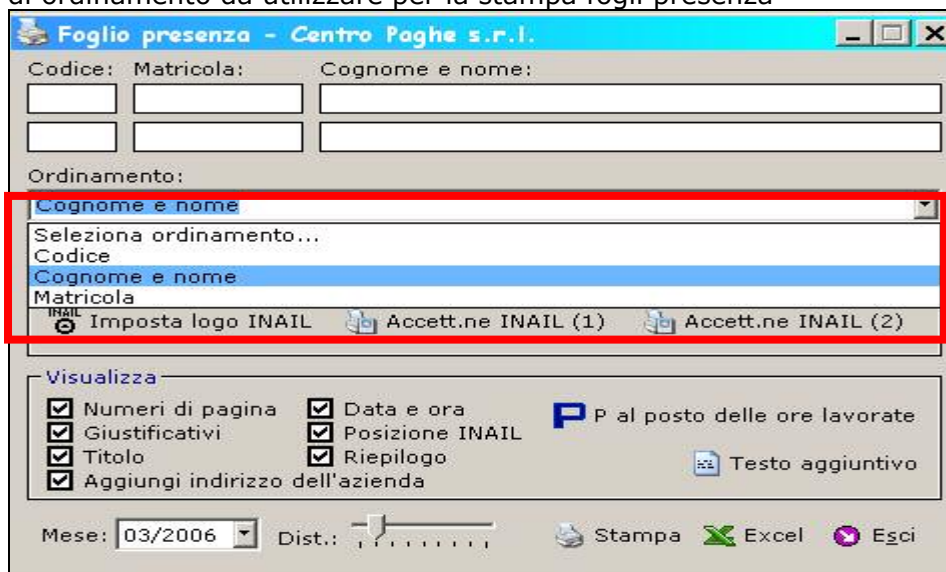 di ordinamento da utilizzare per la stampa fogli presenza
Foglio presenza - Centro Paghe s.r.l.
Codice: Matricola: Cognome e nome:
Ordinamento:
Cognome e nome
Seleziona ordinamento...
Codice
Cognome e nome
Matricola
INAIL Imposta logo INAIL Accett.ne INAIL (1) Accett.ne INAIL (2)
Visualizza
Numeri di pagina Data e ora P P al posto delle ore lavorate
Giustificativi Posizione INAIL
Titolo Riepilogo Testo aggiuntivo
Aggiungi indirizzo dell'azienda
Mese: 03/2006 Dist.: Stampa Excel Esci